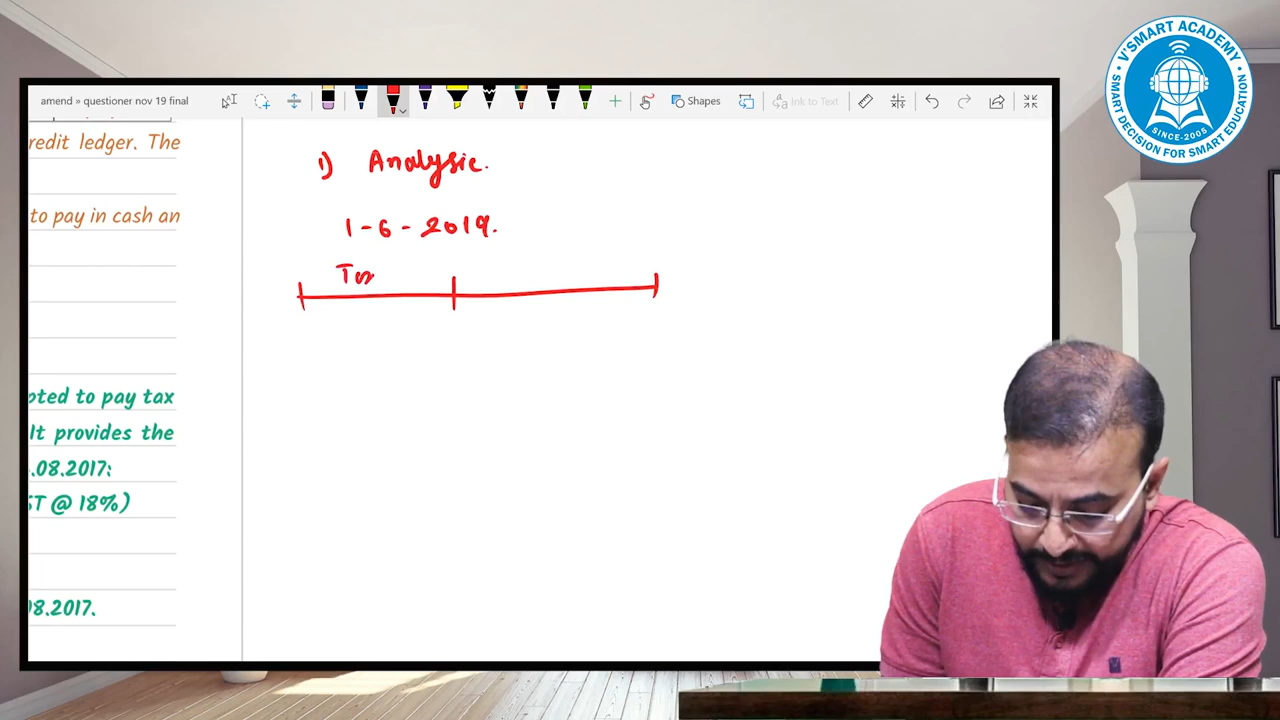 V'SMART ACADEMY
SMART DECISION FOR SMART EDUCATION
SINCE-2005
amend » questioner nov 19 final
Shapes
Ink to Text
redit ledger. The
to pay in cash an
pted to pay tax
It provides the
.08.2017:
ST @ 18%)
08.2017.
1) Analysic.
1-6-2019.